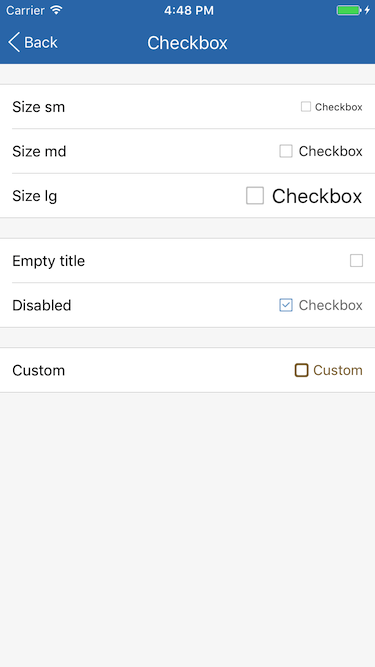 Carrier 4:48 PM
Back Checkbox
Size sm Checkbox
Size md Checkbox
Size lg Checkbox
Empty title
Disabled Checkbox
Custom Custom